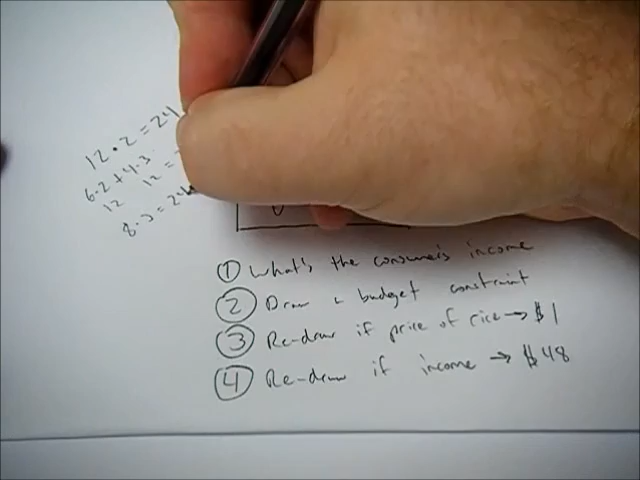 12 · 2 = 24
6·2 + 4·3
12 12 =
8·3 = 24
0
① What's the consumer's income
② Draw a budget constraint
③ Re-draw if price of rice → $1
④ Re-draw if income → $48